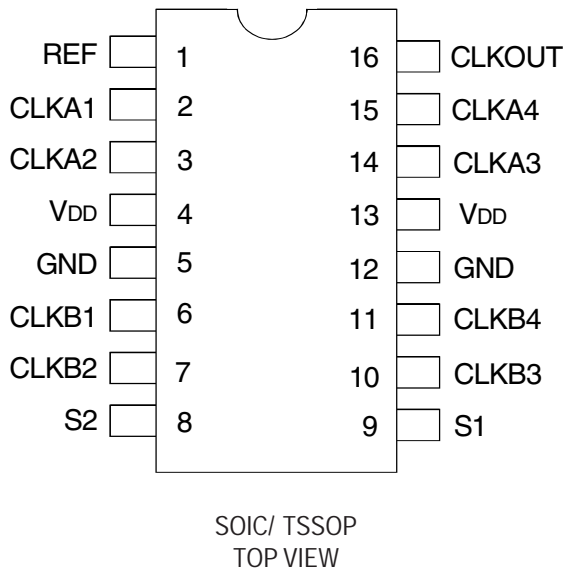 REF 1 16 CLKOUT
CLKA1 2 15 CLKA4
CLKA2 3 14 CLKA3
VDD 4 13 VDD
GND 5 12 GND
CLKB1 6 11 CLKB4
CLKB2 7 10 CLKB3
S2 8 9 S1
SOIC/ TSSOP
TOP VIEW